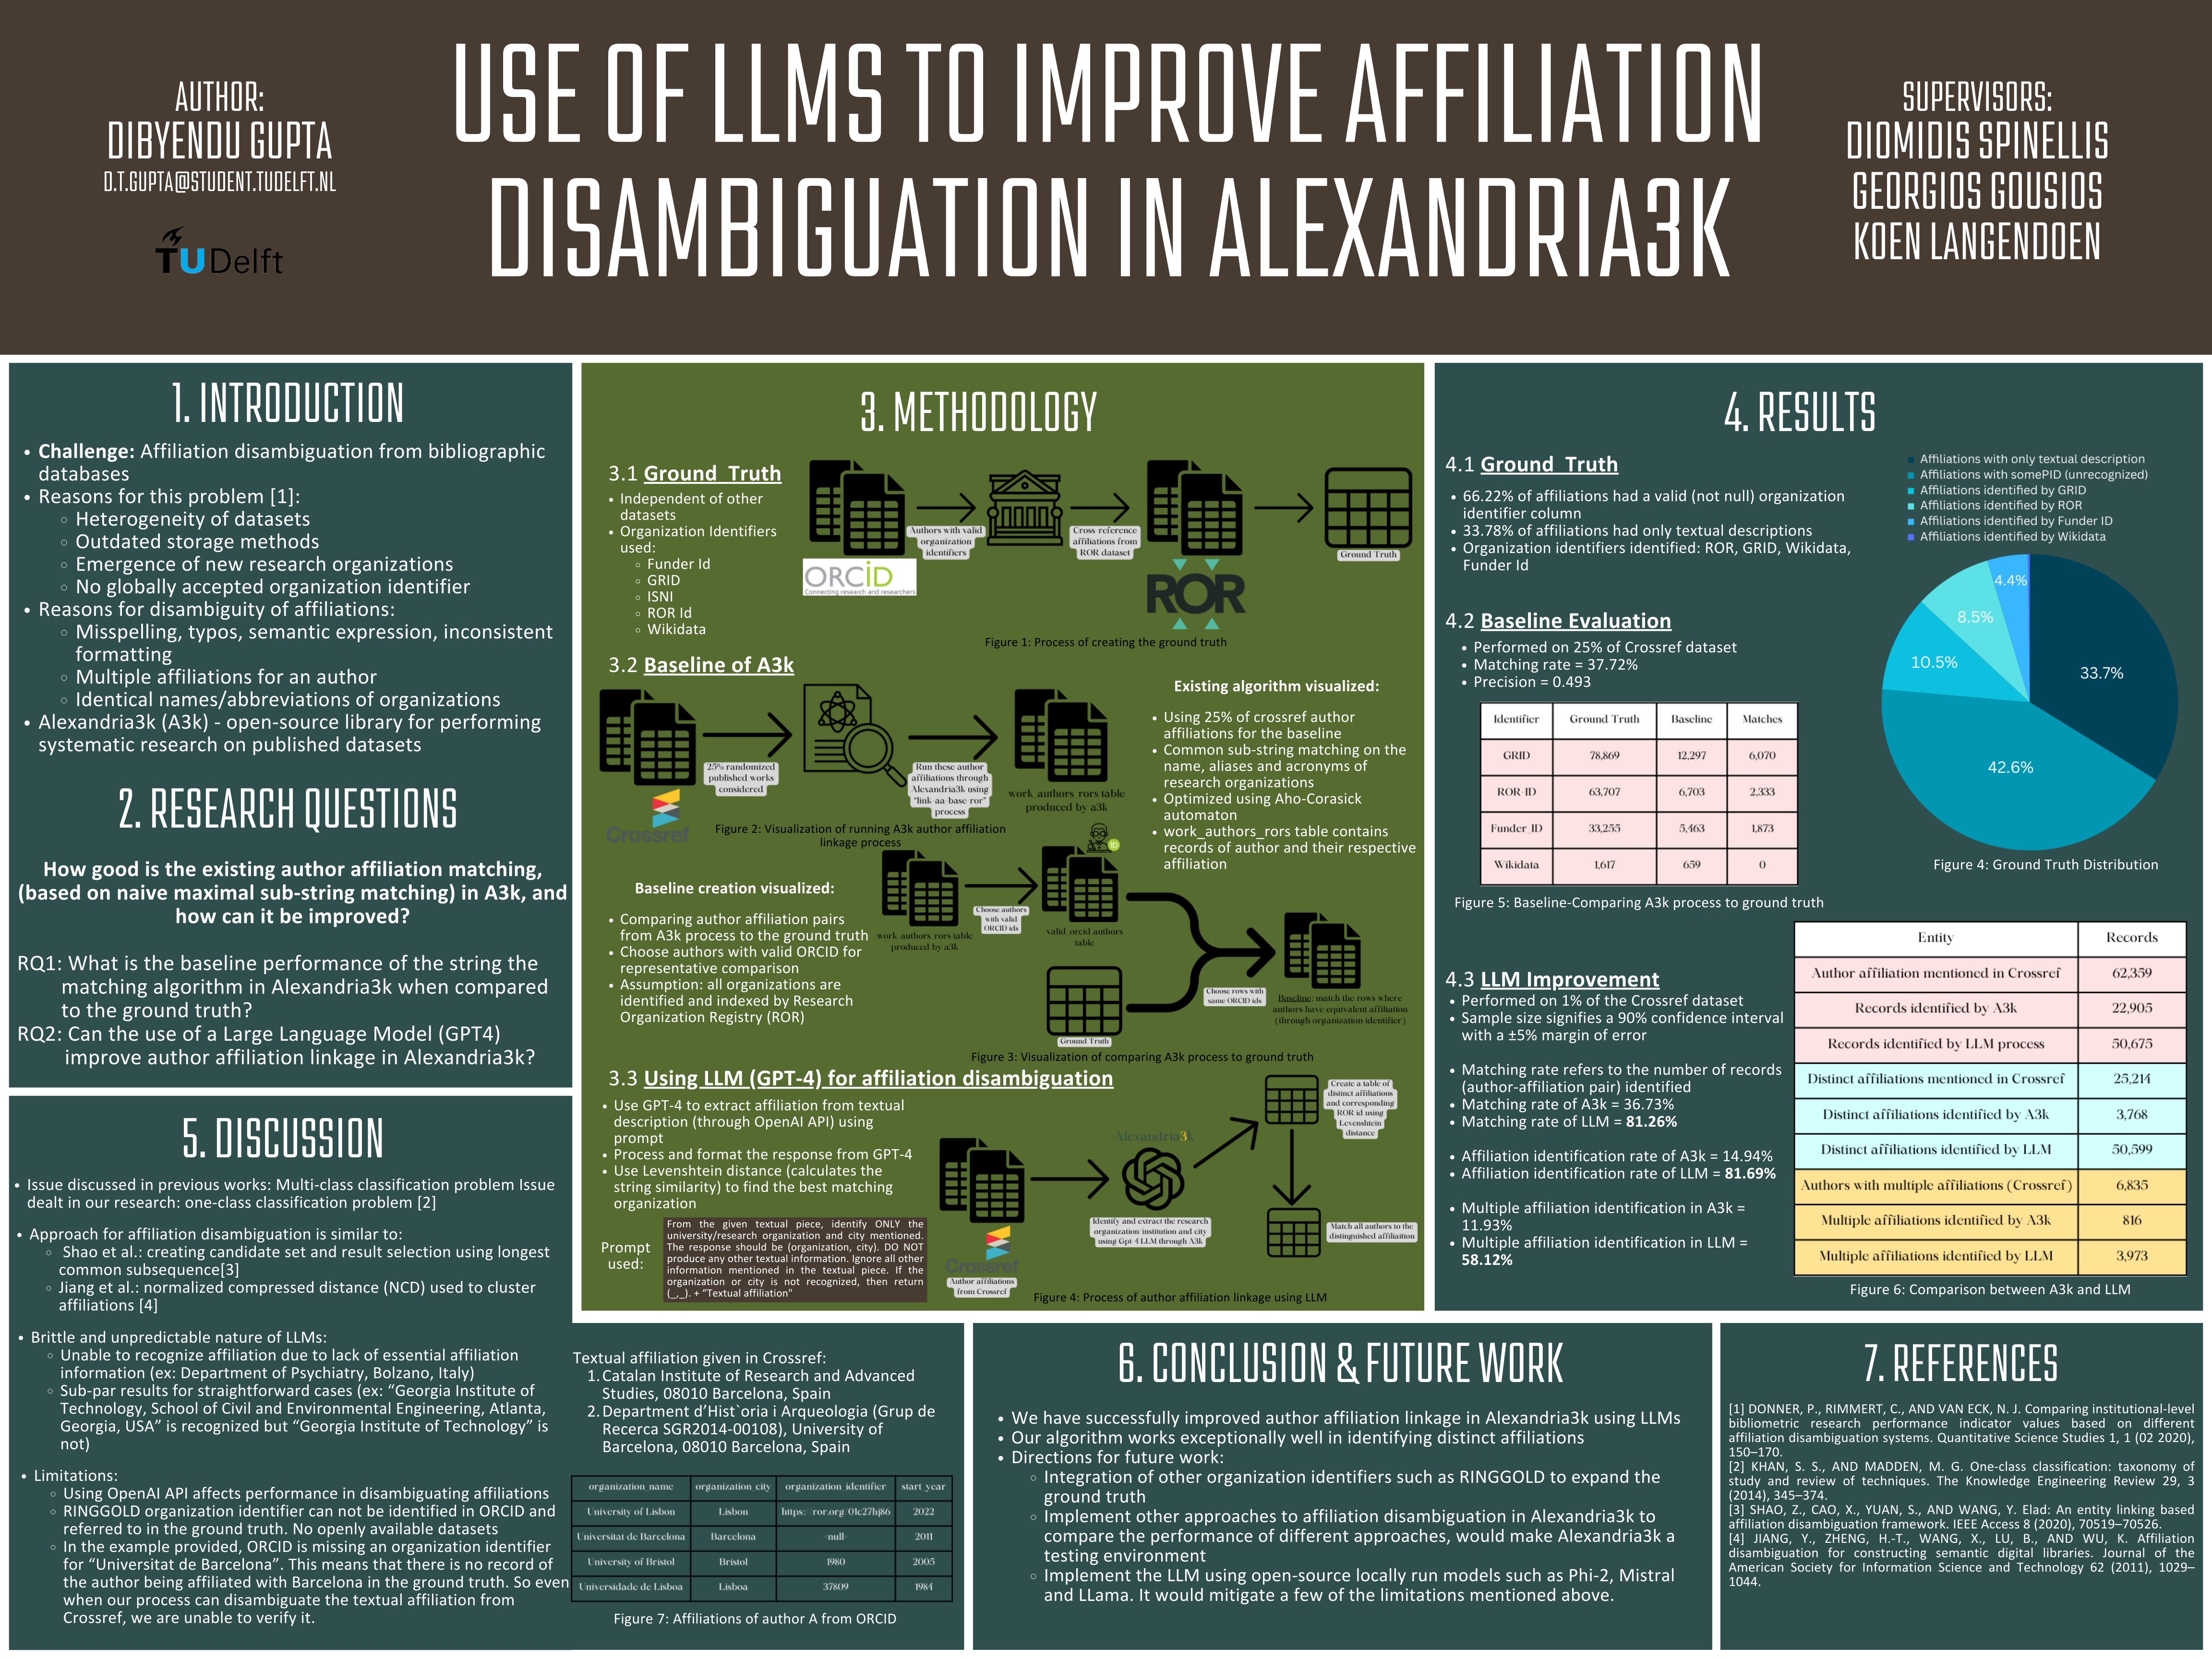 AUTHOR:
DIBYENDU GUPTA
D.T.GUPTA@STUDENT.TUDELFT.NL
TUDelft
USE OF LLMS TO IMPROVE AFFILIATION
DISAMBIGUATION IN ALEXANDRIA3K
SUPERVISORS:
DIOMIDIS SPINELLIS
GEORGIOS GOUSIOS
KOEN LANGENDOEN
1. INTRODUCTION
• Challenge: Affiliation disambiguation from bibliographic
databases
• Reasons for this problem [1]:
◦ Heterogeneity of datasets
◦ Outdated storage methods
◦ Emergence of new research organizations
◦ No globally accepted organization identifier
• Reasons for disambiguity of affiliations:
◦ Misspelling, typos, semantic expression, inconsistent
formatting
◦ Multiple affiliations for an author
◦ Identical names/abbreviations of organizations
• Alexandria3k (A3k) - open-source library for performing
systematic research on published datasets
2. RESEARCH QUESTIONS
How good is the existing author affiliation matching,
(based on naive maximal sub-string matching) in A3k, and
how can it be improved?
RQ1: What is the baseline performance of the string the
matching algorithm in Alexandria3k when compared
to the ground truth?
RQ2: Can the use of a Large Language Model (GPT4)
improve author affiliation linkage in Alexandria3k?
3. METHODOLOGY
3.1 Ground Truth
• Independent of other
datasets
• Organization Identifiers
used:
◦ Funder Id
◦ GRID
◦ ISNI
◦ ROR Id
◦ Wikidata
ORCID
Connecting research and researchers
Authors with valid
organization
identifiers
Cross-reference
affiliations from
ROR dataset
ROR
Ground Truth
Figure 1: Process of creating the ground truth
3.2 Baseline of A3k
25% randomized
published works
considered
Crossref
Run these author
affiliations through
Alexandria3k using
"link-aa-base-ror"
process
work_authors_rors table
produced by a3k
Figure 2: Visualization of running A3k author affiliation
linkage process
Existing algorithm visualized:
• Using 25% of crossref author
affiliations for the baseline
• Common sub-string matching on the
name, aliases and acronyms of
research organizations
• Optimized using Aho-Corasick
automaton
• work_authors_rors table contains
records of author and their respective
affiliation
Baseline creation visualized:
• Comparing author affiliation pairs
from A3k process to the ground truth
• Choose authors with valid ORCID for
representative comparison
• Assumption: all organizations are
identified and indexed by Research
Organization Registry (ROR)
work_authors_rors table
produced by a3k
Choose authors
with valid
ORCID ids
valid_orcid_authors
table
Ground Truth
Choose rows with
same ORCID ids
Baseline: match the rows where
authors have equivalent affiliation
(through organization identifier)
Figure 3: Visualization of comparing A3k process to ground truth
3.3 Using LLM (GPT-4) for affiliation disambiguation
• Use GPT-4 to extract affiliation from textual
description (through OpenAI API) using
prompt
• Process and format the response from GPT-4
• Use Levenshtein distance (calculates the
string similarity) to find the best matching
organization
Prompt
used:
From the given textual piece, identify ONLY the
university/research organization and city mentioned.
The response should be (organization, city). DO NOT
produce any other textual information. Ignore all other
information mentioned in the textual piece. If the
organization or city is not recognized, then return
(_,_). + "Textual affiliation"
Crossref
Author affiliations
from Crossref
Alexandria3k
Identify and extract the research
organization/institution and city
using Gpt-4 LLM through A3k
Create a table of
distinct affiliations
and corresponding
ROR id using
Levenshtein
distance
Match all authors to the
distinguished affiliation
Figure 4: Process of author affiliation linkage using LLM
4. RESULTS
4.1 Ground Truth
• 66.22% of affiliations had a valid (not null) organization
identifier column
• 33.78% of affiliations had only textual descriptions
• Organization identifiers identified: ROR, GRID, Wikidata,
Funder Id
Affiliations with only textual description
Affiliations with somePID (unrecognized)
Affiliations identified by GRID
Affiliations identified by ROR
Affiliations identified by Funder ID
Affiliations identified by Wikidata
4.4%
8.5%
10.5%
33.7%
42.6%
Figure 4: Ground Truth Distribution
4.2 Baseline Evaluation
• Performed on 25% of Crossref dataset
• Matching rate = 37.72%
• Precision = 0.493
Identifier Ground Truth Baseline Matches
GRID 78,869 12,297 6,070
ROR-ID 63,707 6,703 2,333
Funder_ID 33,255 5,463 1,873
Wikidata 1,617 659 0
Figure 5: Baseline-Comparing A3k process to ground truth
4.3 LLM Improvement
• Performed on 1% of the Crossref dataset
• Sample size signifies a 90% confidence interval
with a ±5% margin of error
• Matching rate refers to the number of records
(author-affiliation pair) identified
• Matching rate of A3k = 36.73%
• Matching rate of LLM = 81.26%
• Affiliation identification rate of A3k = 14.94%
• Affiliation identification rate of LLM = 81.69%
• Multiple affiliation identification in A3k =
11.93%
• Multiple affiliation identification in LLM =
58.12%
Entity Records
Author affiliation mentioned in Crossref 62,359
Records identified by A3k 22,905
Records identified by LLM process 50,675
Distinct affiliations mentioned in Crossref 25,214
Distinct affiliations identified by A3k 3,768
Distinct affiliations identified by LLM 50,599
Authors with multiple affiliations (Crossref) 6,835
Multiple affiliations identified by A3k 816
Multiple affiliations identified by LLM 3,973
Figure 6: Comparison between A3k and LLM
5. DISCUSSION
• Issue discussed in previous works: Multi-class classification problem Issue
dealt in our research: one-class classification problem [2]
• Approach for affiliation disambiguation is similar to:
◦ Shao et al.: creating candidate set and result selection using longest
common subsequence[3]
◦ Jiang et al.: normalized compressed distance (NCD) used to cluster
affiliations [4]
• Brittle and unpredictable nature of LLMs:
◦ Unable to recognize affiliation due to lack of essential affiliation
information (ex: Department of Psychiatry, Bolzano, Italy)
◦ Sub-par results for straightforward cases (ex: “Georgia Institute of
Technology, School of Civil and Environmental Engineering, Atlanta,
Georgia, USA” is recognized but “Georgia Institute of Technology” is
not)
• Limitations:
◦ Using OpenAI API affects performance in disambiguating affiliations
◦ RINGGOLD organization identifier can not be identified in ORCID and
referred to in the ground truth. No openly available datasets
◦ In the example provided, ORCID is missing an organization identifier
for “Universitat de Barcelona”. This means that there is no record of
the author being affiliated with Barcelona in the ground truth. So even
when our process can disambiguate the textual affiliation from
Crossref, we are unable to verify it.
Textual affiliation given in Crossref:
1. Catalan Institute of Research and Advanced
Studies, 08010 Barcelona, Spain
2. Department d’Hist`oria i Arqueologia (Grup de
Recerca SGR2014-00108), University of
Barcelona, 08010 Barcelona, Spain
organization_name organization_city organization_identifier start_year
University of Lisbon Lisbon https://ror.org/01c27hj86 2022
Universitat de Barcelona Barcelona -null- 2011
University of Bristol Bristol 1980 2005
Universidade de Lisboa Lisboa 37809 1984
Figure 7: Affiliations of author A from ORCID
6. CONCLUSION & FUTURE WORK
• We have successfully improved author affiliation linkage in Alexandria3k using LLMs
• Our algorithm works exceptionally well in identifying distinct affiliations
• Directions for future work:
◦ Integration of other organization identifiers such as RINGGOLD to expand the
ground truth
◦ Implement other approaches to affiliation disambiguation in Alexandria3k to
compare the performance of different approaches, would make Alexandria3k a
testing environment
◦ Implement the LLM using open-source locally run models such as Phi-2, Mistral
and LLama. It would mitigate a few of the limitations mentioned above.
7. REFERENCES
[1] DONNER, P., RIMMERT, C., AND VAN ECK, N. J. Comparing institutional-level
bibliometric research performance indicator values based on different
affiliation disambiguation systems. Quantitative Science Studies 1, 1 (02 2020),
150–170.
[2] KHAN, S. S., AND MADDEN, M. G. One-class classification: taxonomy of
study and review of techniques. The Knowledge Engineering Review 29, 3
(2014), 345–374.
[3] SHAO, Z., CAO, X., YUAN, S., AND WANG, Y. Elad: An entity linking based
affiliation disambiguation framework. IEEE Access 8 (2020), 70519–70526.
[4] JIANG, Y., ZHENG, H.-T., WANG, X., LU, B., AND WU, K. Affiliation
disambiguation for constructing semantic digital libraries. Journal of the
American Society for Information Science and Technology 62 (2011), 1029–
1044.